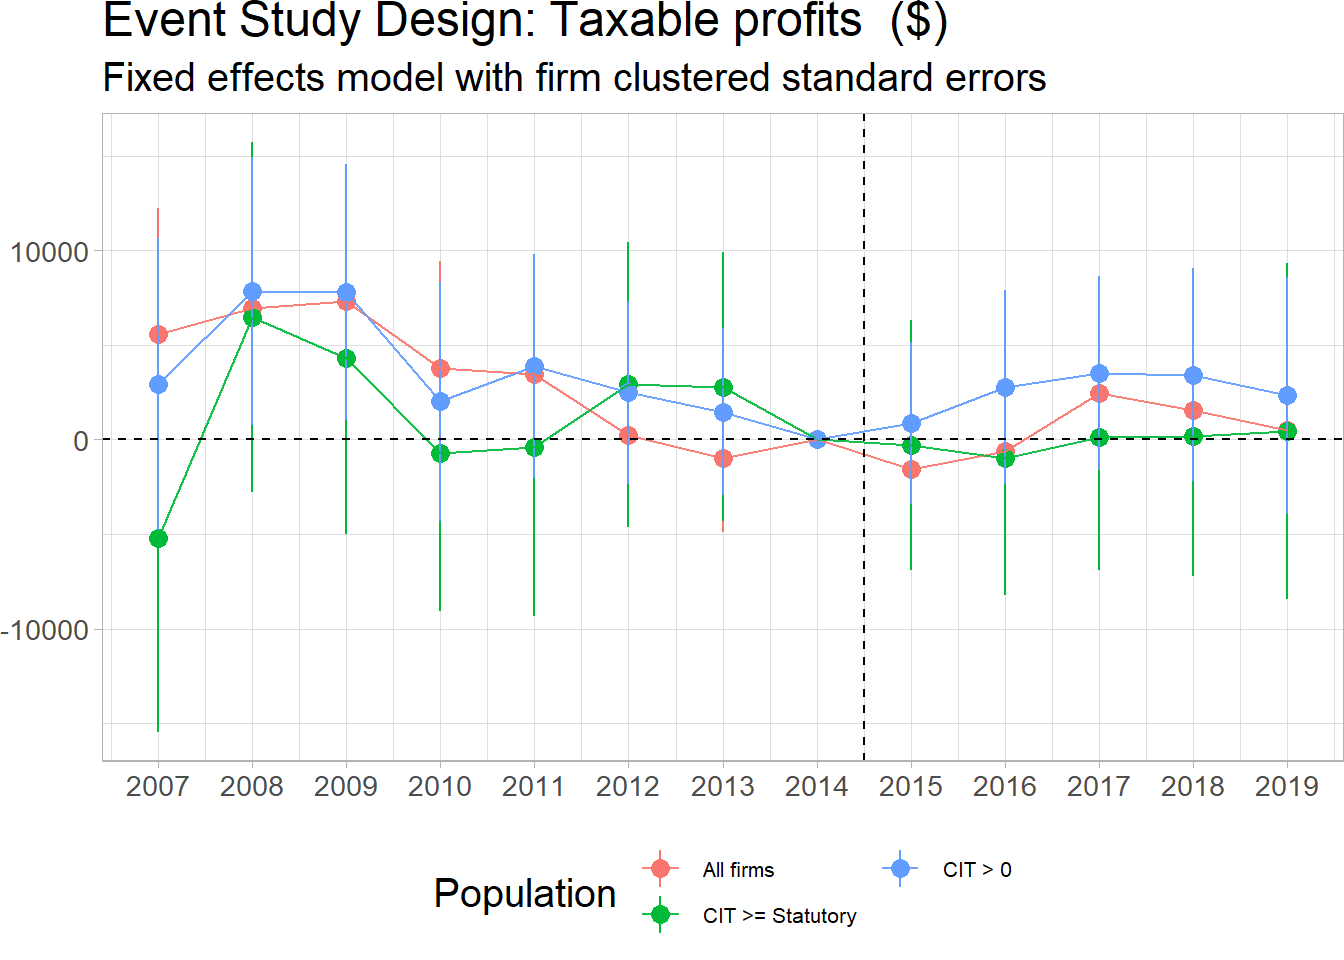 Event Study Design: Taxable profits  ($)
Fixed effects model with firm clustered standard errors
10000
0
-10000
2007 2008 2009 2010 2011 2012 2013 2014 2015 2016 2017 2018 2019
Population
All firms
CIT > 0
CIT >= Statutory